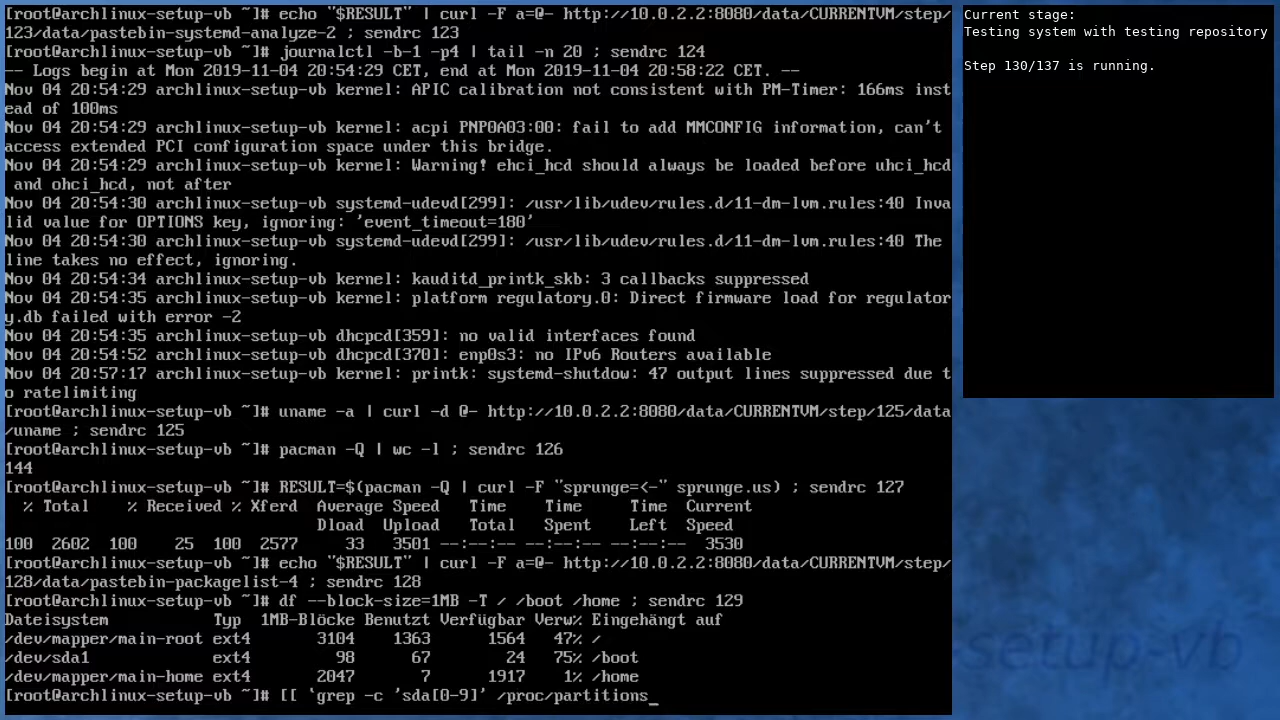 [root@archlinux-setup-vb ~]# echo "$RESULT" | curl -F a=@- http://10.0.2.2:8080/data/CURRENTVM/step/
123/data/pastebin-systemd-analyze-2 ; sendrc 123
[root@archlinux-setup-vb ~]# journalctl -b-1 -p4 | tail -n 20 ; sendrc 124
-- Logs begin at Mon 2019-11-04 20:54:29 CET, end at Mon 2019-11-04 20:58:22 CET. --
Nov 04 20:54:29 archlinux-setup-vb kernel: APIC calibration not consistent with PM-Timer: 166ms inst
ead of 100ms
Nov 04 20:54:29 archlinux-setup-vb kernel: acpi PNP0A03:00: fail to add MMCONFIG information, can't
access extended PCI configuration space under this bridge.
Nov 04 20:54:29 archlinux-setup-vb kernel: Warning! ehci_hcd should always be loaded before uhci_hcd
 and ohci_hcd, not after
Nov 04 20:54:30 archlinux-setup-vb systemd-udevd[299]: /usr/lib/udev/rules.d/11-dm-lvm.rules:40 Inva
lid value for OPTIONS key, ignoring: 'event_timeout=180'
Nov 04 20:54:30 archlinux-setup-vb systemd-udevd[299]: /usr/lib/udev/rules.d/11-dm-lvm.rules:40 The
line takes no effect, ignoring.
Nov 04 20:54:34 archlinux-setup-vb kernel: kauditd_printk_skb: 3 callbacks suppressed
Nov 04 20:54:35 archlinux-setup-vb kernel: platform regulatory.0: Direct firmware load for regulator
y.db failed with error -2
Nov 04 20:54:35 archlinux-setup-vb dhcpcd[359]: no valid interfaces found
Nov 04 20:54:52 archlinux-setup-vb dhcpcd[370]: enp0s3: no IPv6 Routers available
Nov 04 20:57:17 archlinux-setup-vb kernel: printk: systemd-shutdow: 47 output lines suppressed due t
o ratelimiting
[root@archlinux-setup-vb ~]# uname -a | curl -d @- http://10.0.2.2:8080/data/CURRENTVM/step/125/data
/uname ; sendrc 125
[root@archlinux-setup-vb ~]# pacman -Q | wc -l ; sendrc 126
144
[root@archlinux-setup-vb ~]# RESULT=$(pacman -Q | curl -F "sprunge=<-" sprunge.us) ; sendrc 127
  % Total    % Received % Xferd  Average Speed   Time    Time     Time  Current
                                 Dload  Upload   Total   Spent    Left  Speed
100  2602  100    25  100  2577     33   3501 --:--:-- --:--:-- --:--:--  3530
[root@archlinux-setup-vb ~]# echo "$RESULT" | curl -F a=@- http://10.0.2.2:8080/data/CURRENTVM/step/
128/data/pastebin-packagelist-4 ; sendrc 128
[root@archlinux-setup-vb ~]# df --block-size=1MB -T / /boot /home ; sendrc 129
Dateisystem           Typ  1MB-Blöcke Benutzt Verfügbar Verw% Eingehängt auf
/dev/mapper/main-root ext4       3104    1363      1564   47% /
/dev/sda1             ext4         98      67        24   75% /boot
/dev/mapper/main-home ext4       2047       7      1917    1% /home
[root@archlinux-setup-vb ~]# [[ `grep -c 'sda[0-9]' /proc/partitions_
Current stage:
Testing system with testing repository
Step 130/137 is running.
-setup-vb